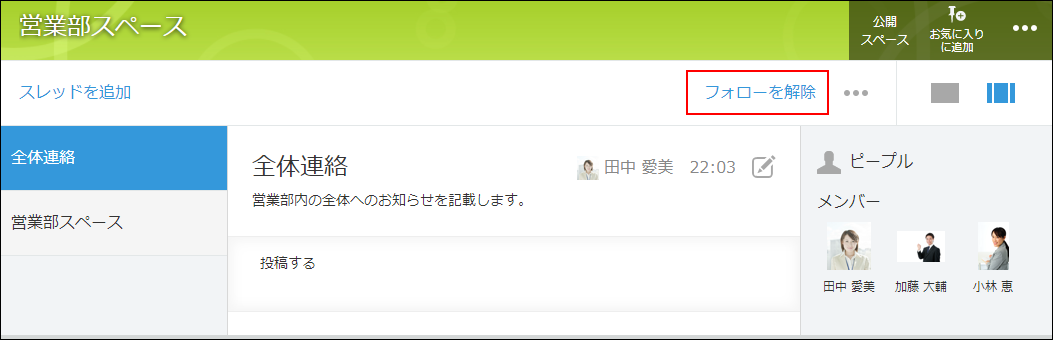 営業部スペース
公開
スペース
お気に入り
に追加
スレッドを追加
フォローを解除
全体連絡
営業部スペース
全体連絡
田中 愛美 22:03
営業部内の全体へのお知らせを記載します。
投稿する
ピープル
メンバー
田中 愛美 加藤 大輔 小林 恵